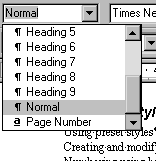 Normal Times New
¶ Heading 5
¶ Heading 6
¶ Heading 7
¶ Heading 8
¶ Heading 9
¶ Normal
a Page Number
Using preset styles
Creating and modif